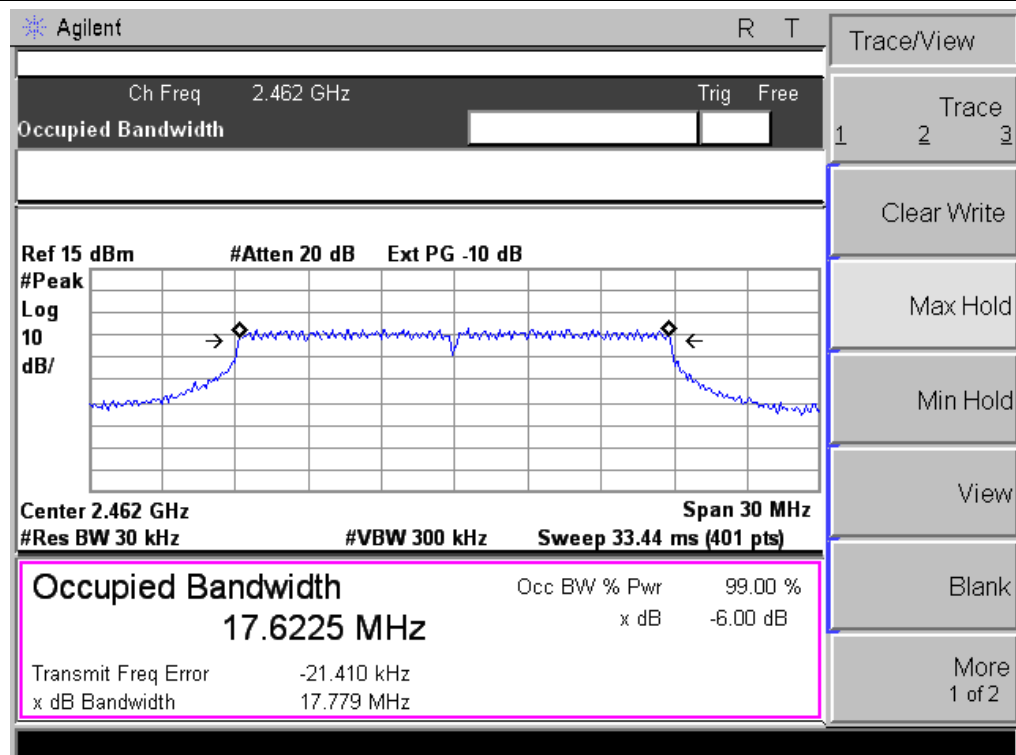 Agilent R T
Ch Freq 2.462 GHz Trig Free
Occupied Bandwidth
Ref 15 dBm #Atten 20 dB Ext PG -10 dB
#Peak
Log
10
dB/
Center 2.462 GHz Span 30 MHz
#Res BW 30 kHz #VBW 300 kHz Sweep 33.44 ms (401 pts)
Occupied Bandwidth
17.6225 MHz
Occ BW % Pwr 99.00 %
x dB -6.00 dB
Transmit Freq Error -21.410 kHz
x dB Bandwidth 17.779 MHz
Trace/View
Trace
1 2 3
Clear Write
Max Hold
Min Hold
View
Blank
More
1 of 2